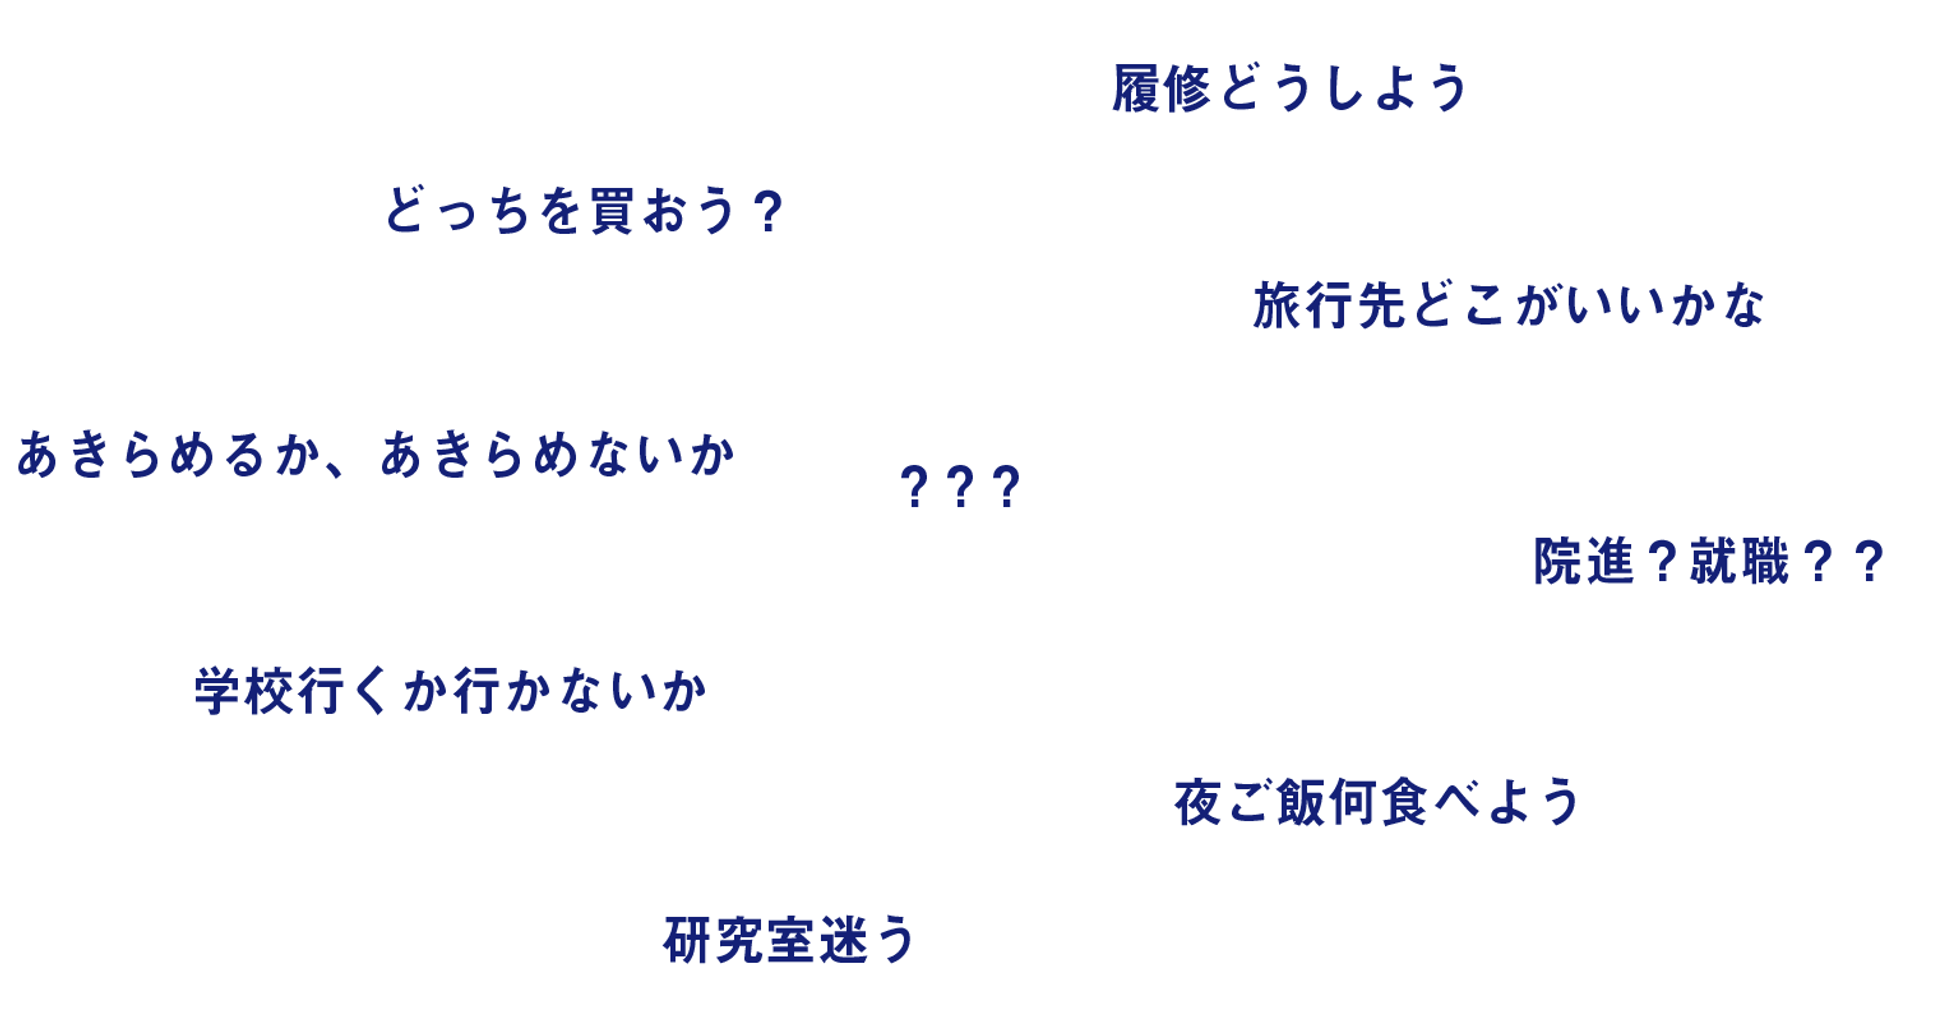 履修どうしよう
どっちを買おう？
旅行先どこがいいかな
あきらめるか、あきらめないか
？？？
院進？就職？？
学校行くか行かないか
夜ご飯何食べよう
研究室迷う